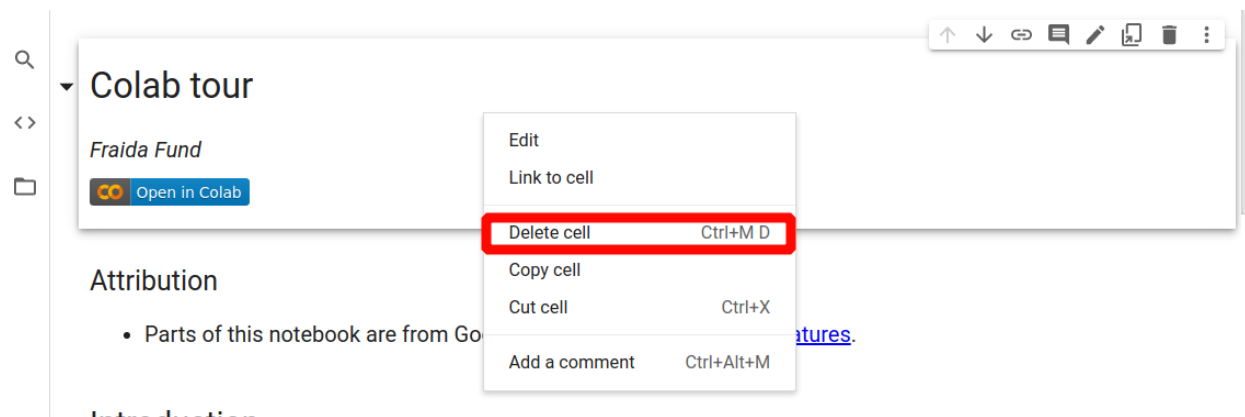 Colab tour
Fraida Fund
CO Open in Colab
Edit
Link to cell
Delete cell Ctrl+M D
Copy cell
Cut cell Ctrl+X
Add a comment Ctrl+Alt+M
Attribution
• Parts of this notebook are from Go atures.